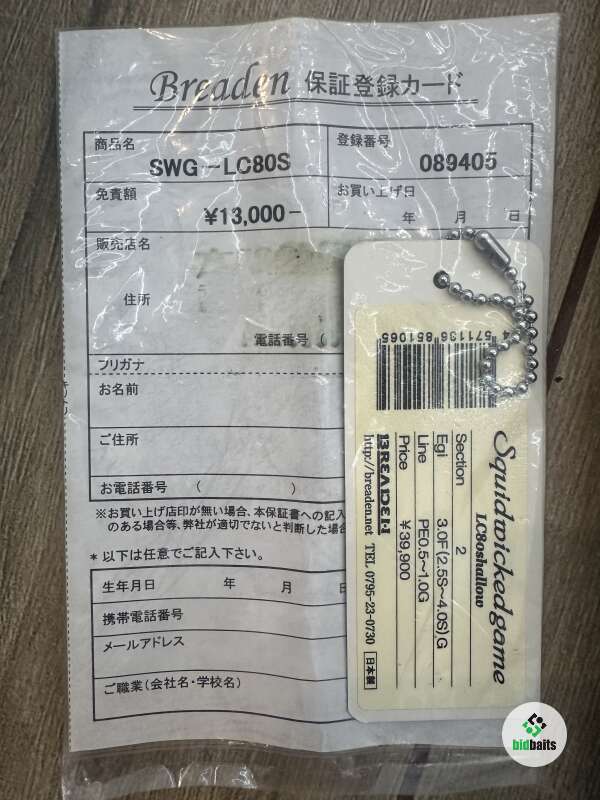 Breaden 保証登録カード
商品名
SWG-LC80S
登録番号
089405
免責額
¥13,000-
お買い上げ日
年 月 日
販売店名
住所
電話番号 (
フリガナ
お名前
ご住所
お電話番号 ( )
※お買い上げ店印が無い場合、本保証書への記入
のある場合等、弊社が適切でないと判断した場合
* 以下は任意でご記入下さい。
生年月日 年 月 日
携帯電話番号
メールアドレス
ご職業(会社名・学校名)
Squidwickedgame
LC80shallow
Section 2
Egi 3.0F(2.5S~4.0S),G
Line PE0.5~1.0G
Price ¥39,900
BREADEN
http://breaden.net TEL 0795-23-0730 日本製
4 571136 851065
bidbaits